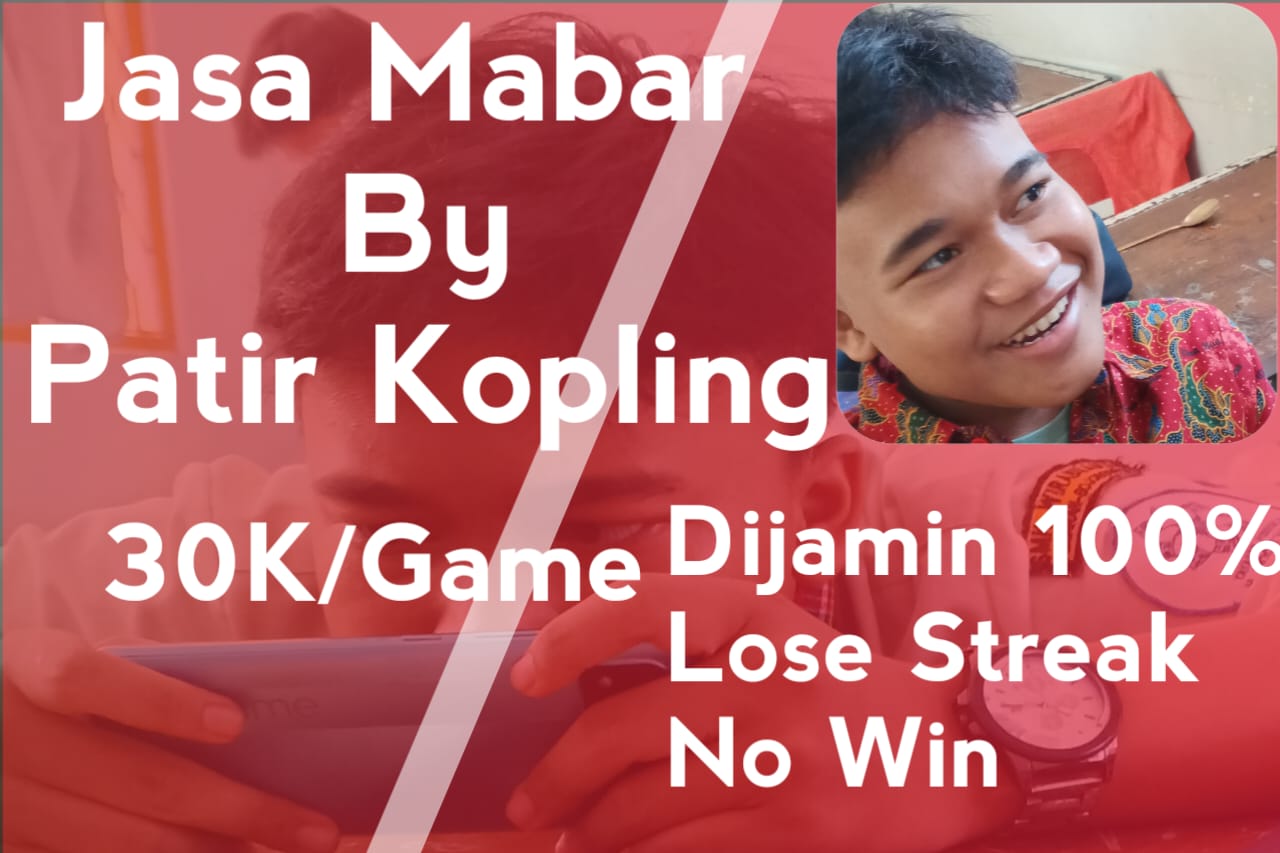 Jasa Mabar
By
Patir Kopling
30K/Game
Dijamin 100%
Lose Streak
No Win